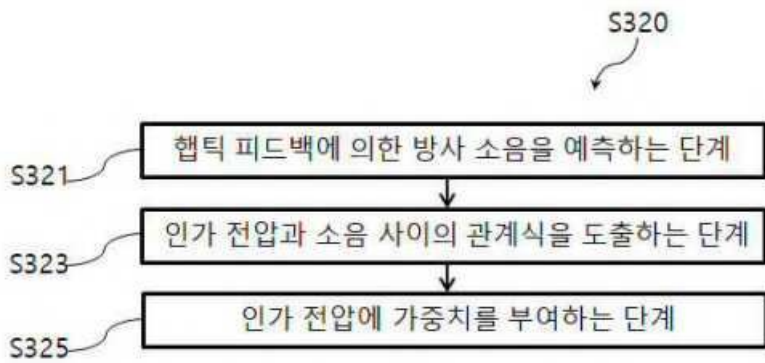 S320
햅틱 피드백에 의한 방사 소음을 예측하는 단계
S321
인가 전압과 소음 사이의 관계식을 도출하는 단계
S323
인가 전압에 가중치를 부여하는 단계
S325